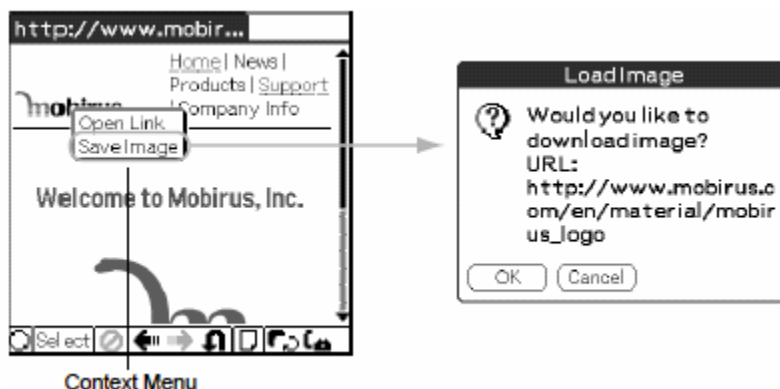 http://www.mobir...
Home| News|
Products| Support
|Company Info
Open Link
Save Image
Welcome to Mobirus, Inc.
Select
Context Menu
Load Image
Would you like to
download image?
URL:
http://www.mobirus.c
om/en/material/mobir
us_logo
OK
Cancel